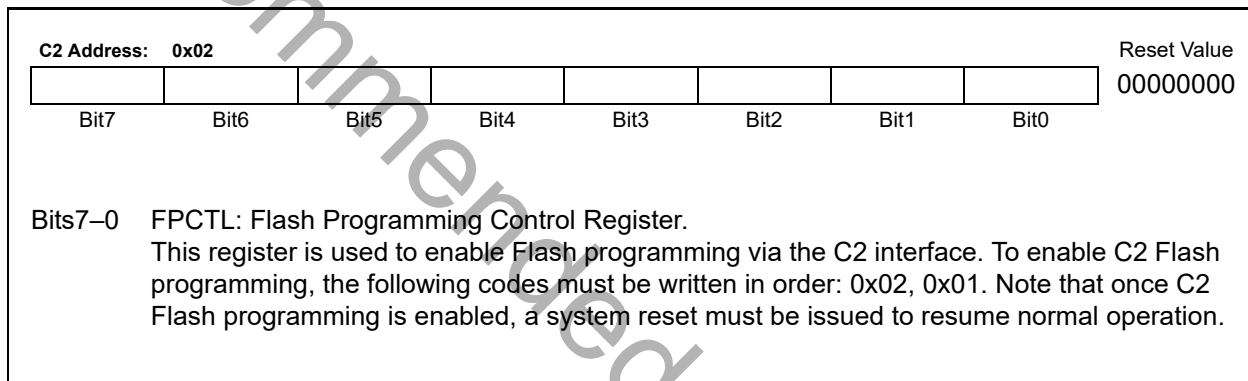 C2 Address: 0x02
Reset Value
00000000
Bit7 Bit6 Bit5 Bit4 Bit3 Bit2 Bit1 Bit0
Bits7–0 FPCTL: Flash Programming Control Register.
This register is used to enable Flash programming via the C2 interface. To enable C2 Flash
programming, the following codes must be written in order: 0x02, 0x01. Note that once C2
Flash programming is enabled, a system reset must be issued to resume normal operation.
ommended